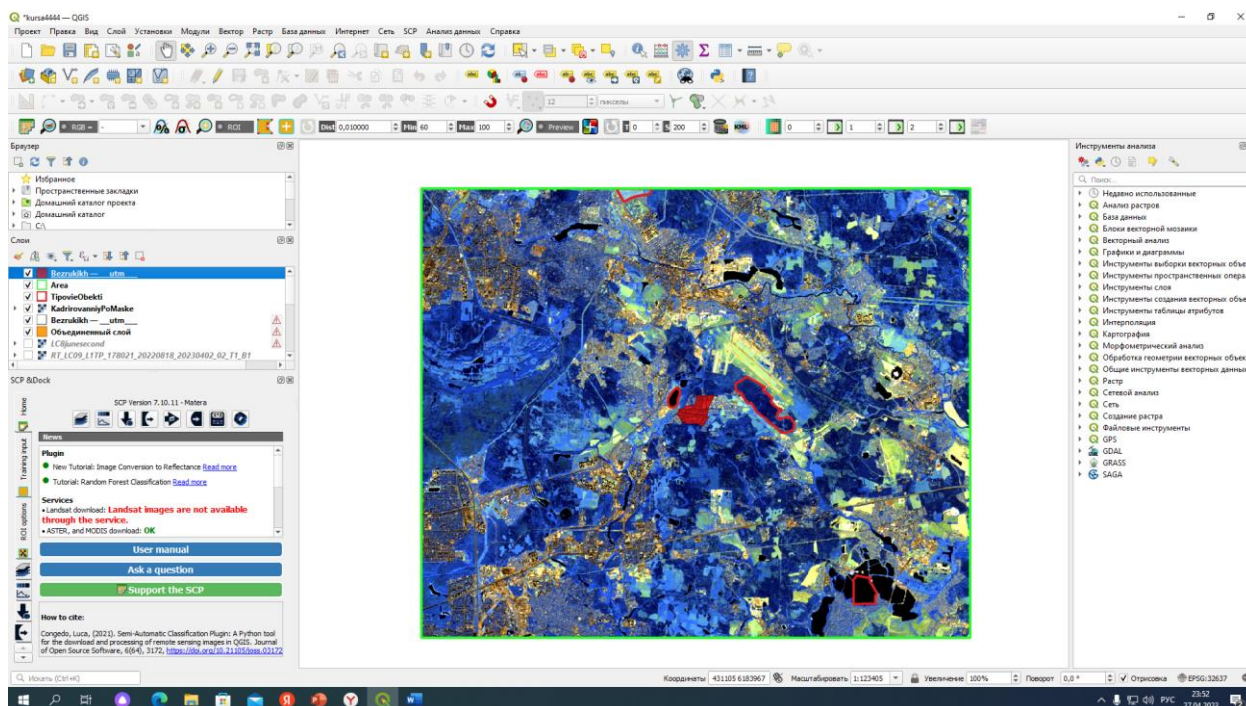 *kursa4444 — QGIS
Проект Правка Вид Слой Установки Модули Вектор Растр База данных Интернет Сеть SCP Анализ данных Справка
12 пикселы
RGB = - ROI Dist 0,010000 Min 60 Max 100 Preview T 0 S 200 KML 0 1 2
Браузер
Избранное
Пространственные закладки
Домашний каталог проекта
Домашний каталог
C:\
Слои
Bezrukikh — __utm__
Area
TipovieObekti
KadrirovanniyPoMaske
Bezrukikh — __utm__
Объединенный слой
LC8junesecond
RT_LC09_L1TP_178021_20220818_20230402_02_T1_B1
SCP &Dock
Home
Training input
ROI options
SCP Version 7.10.11 - Matera
News
Plugin
New Tutorial: Image Conversion to Reflectance Read more
Tutorial: Random Forest Classification Read more
Services
• Landsat download: Landsat images are not available
through the service.
• ASTER, and MODIS download: OK
User manual
Ask a question
Support the SCP
How to cite:
Congedo, Luca, (2021). Semi-Automatic Classification Plugin: A Python tool
for the download and processing of remote sensing images in QGIS. Journal
of Open Source Software, 6(64), 3172, https://doi.org/10.21105/joss.03172
Инструменты анализа
Поиск...
Недавно использованные
Анализ растров
База данных
Блоки векторной мозаики
Векторный анализ
Графики и диаграммы
Инструменты выборки векторных объе
Инструменты пространственных опера
Инструменты слоя
Инструменты создания векторных объе
Инструменты таблицы атрибутов
Интерполяция
Картография
Морфометрический анализ
Обработка геометрии векторных объек
Общие инструменты векторных данны
Растр
Сетевой анализ
Сеть
Создание растра
Файловые инструменты
GPS
GDAL
GRASS
SAGA
Искать (Ctrl+K)
Координаты 431105 6183967 Масштабировать 1:123405 Увеличение 100% Поворот 0,0 ° Отрисовка EPSG:32637
РУС
23:52
27.04.2023